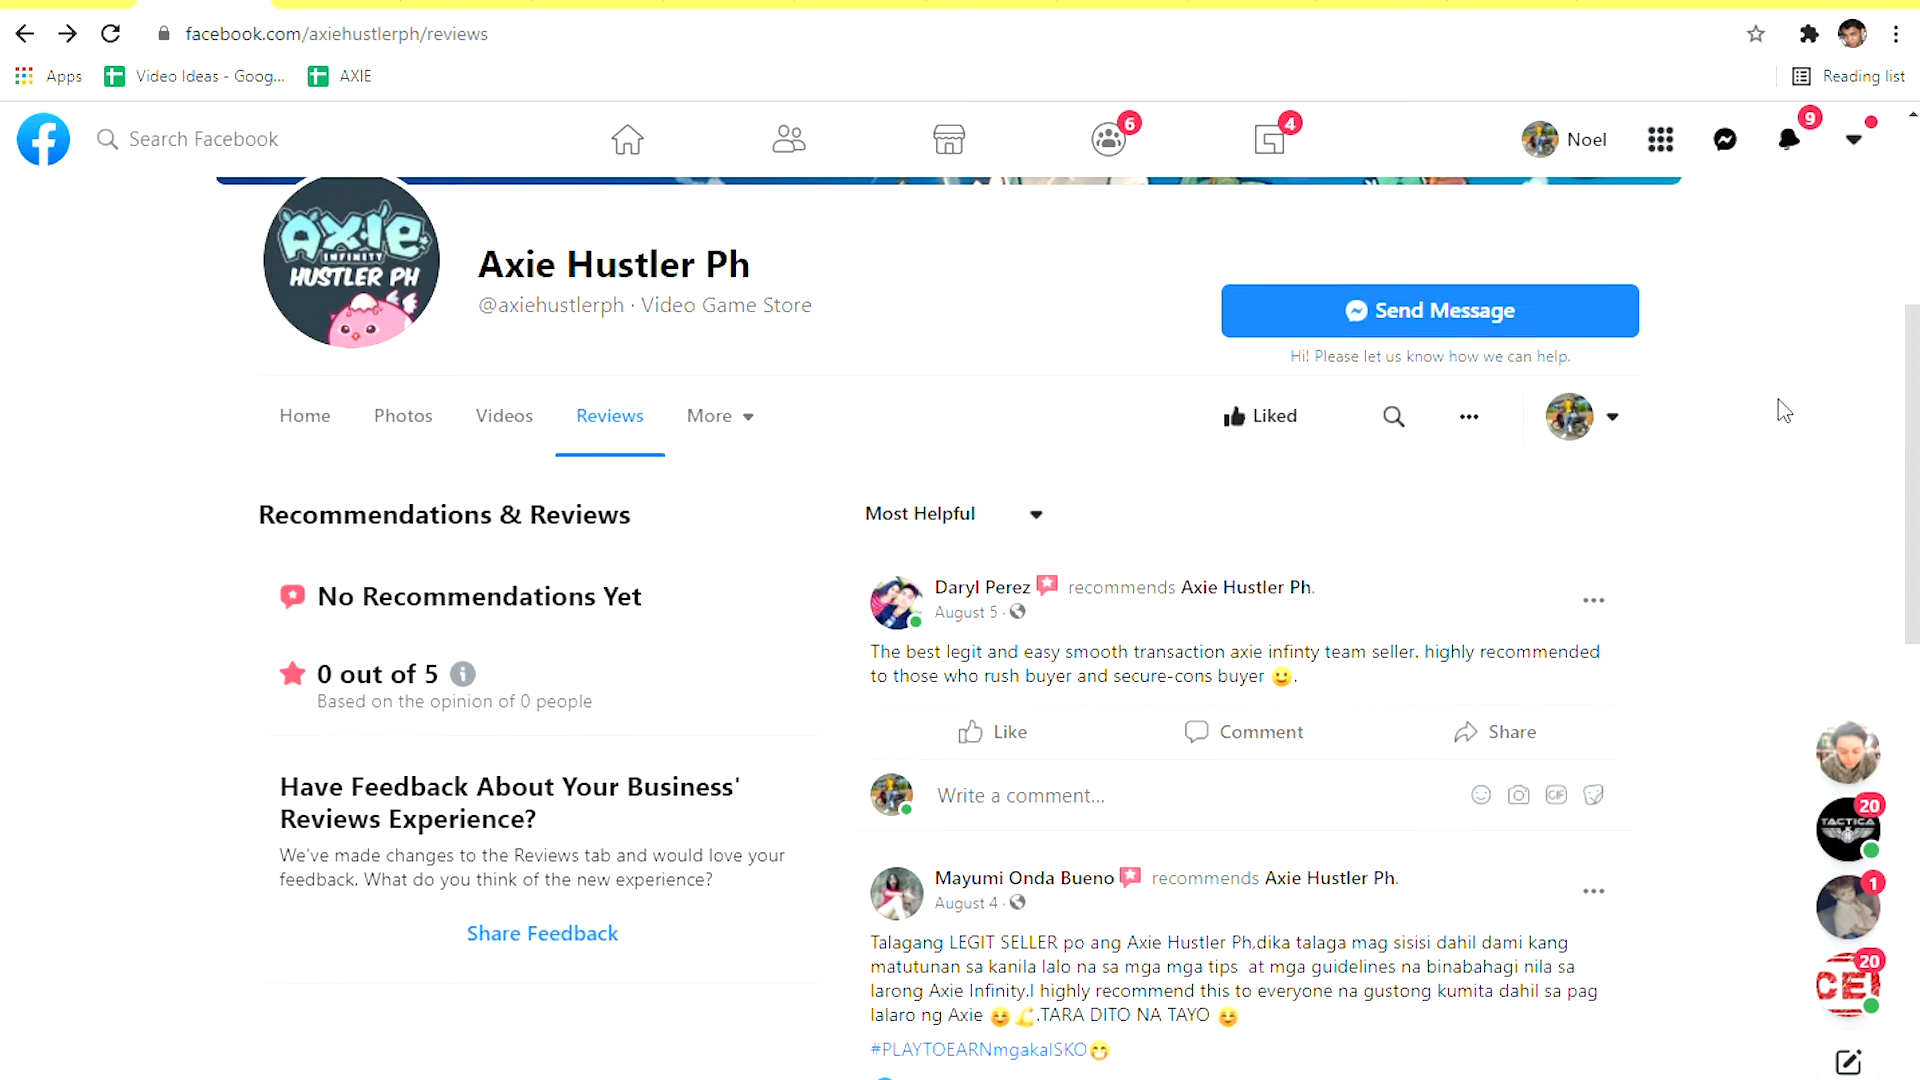 facebook.com/axiehustlerph/reviews
Apps
Video Ideas - Goog...
AXIE
Reading list
Search Facebook
6
4
Noel
9
AXIE
INFINITY
HUSTLER PH
Axie Hustler Ph
@axiehustlerph · Video Game Store
Send Message
Hi! Please let us know how we can help.
Home
Photos
Videos
Reviews
More
Liked
Recommendations & Reviews
No Recommendations Yet
0 out of 5
Based on the opinion of 0 people
Have Feedback About Your Business'
Reviews Experience?
We've made changes to the Reviews tab and would love your
feedback. What do you think of the new experience?
Share Feedback
Most Helpful
Daryl Perez recommends Axie Hustler Ph.
August 5 ·
The best legit and easy smooth transaction axie infinty team seller. highly recommended
to those who rush buyer and secure-cons buyer 🙂.
Like
Comment
Share
Write a comment...
GIF
Mayumi Onda Bueno recommends Axie Hustler Ph.
August 4 ·
Talagang LEGIT SELLER po ang Axie Hustler Ph,dika talaga mag sisisi dahil dami kang
matutunan sa kanila lalo na sa mga mga tips at mga guidelines na binabahagi nila sa
larong Axie Infinity.I highly recommend this to everyone na gustong kumita dahil sa pag
lalaro ng Axie 😊💪.TARA DITO NA TAYO 😊
#PLAYTOEARNmgakaISKO😁
20
TACTICA
1
20
CEI